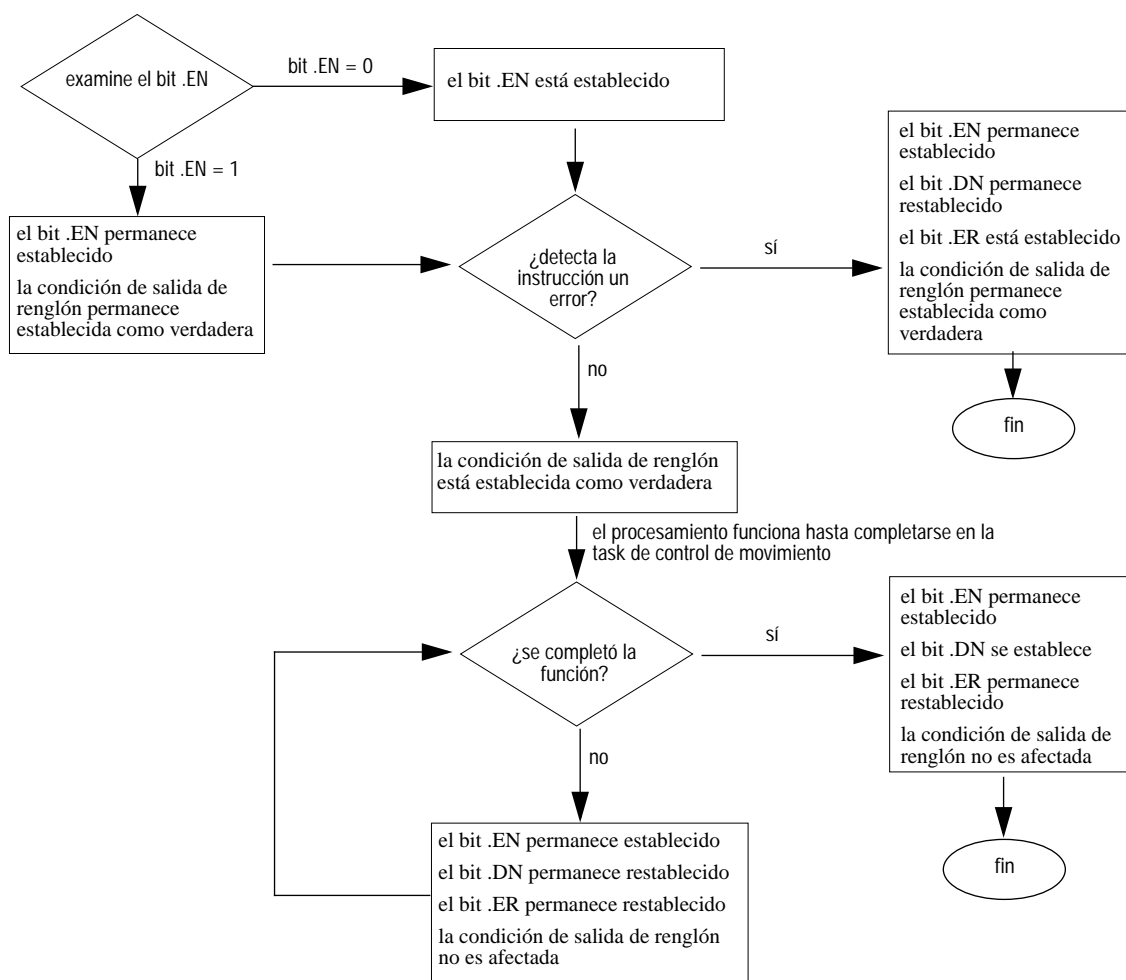 examine el bit .EN
bit .EN = 0
el bit .EN está establecido
bit .EN = 1
el bit .EN permanece
establecido
la condición de salida de
renglón permanece
establecida como verdadera
¿detecta la
instrucción un
error?
sí
el bit .EN permanece
establecido
el bit .DN permanece
restablecido
el bit .ER está establecido
la condición de salida de
renglón permanece
establecida como
verdadera
fin
no
la condición de salida de renglón
está establecida como verdadera
el procesamiento funciona hasta completarse en la
task de control de movimiento
¿se completó la
función?
sí
el bit .EN permanece
establecido
el bit .DN se establece
el bit .ER permanece
restablecido
la condición de salida de
renglón no es afectada
fin
no
el bit .EN permanece establecido
el bit .DN permanece restablecido
el bit .ER permanece restablecido
la condición de salida de renglón
no es afectada